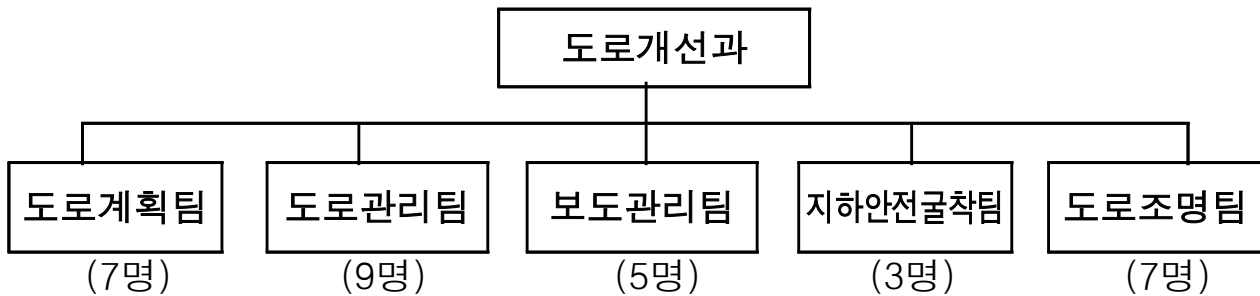 도로개선과
도로계획팀 도로관리팀 보도관리팀 지하안전굴착팀 도로조명팀
(7명) (9명) (5명) (3명) (7명)